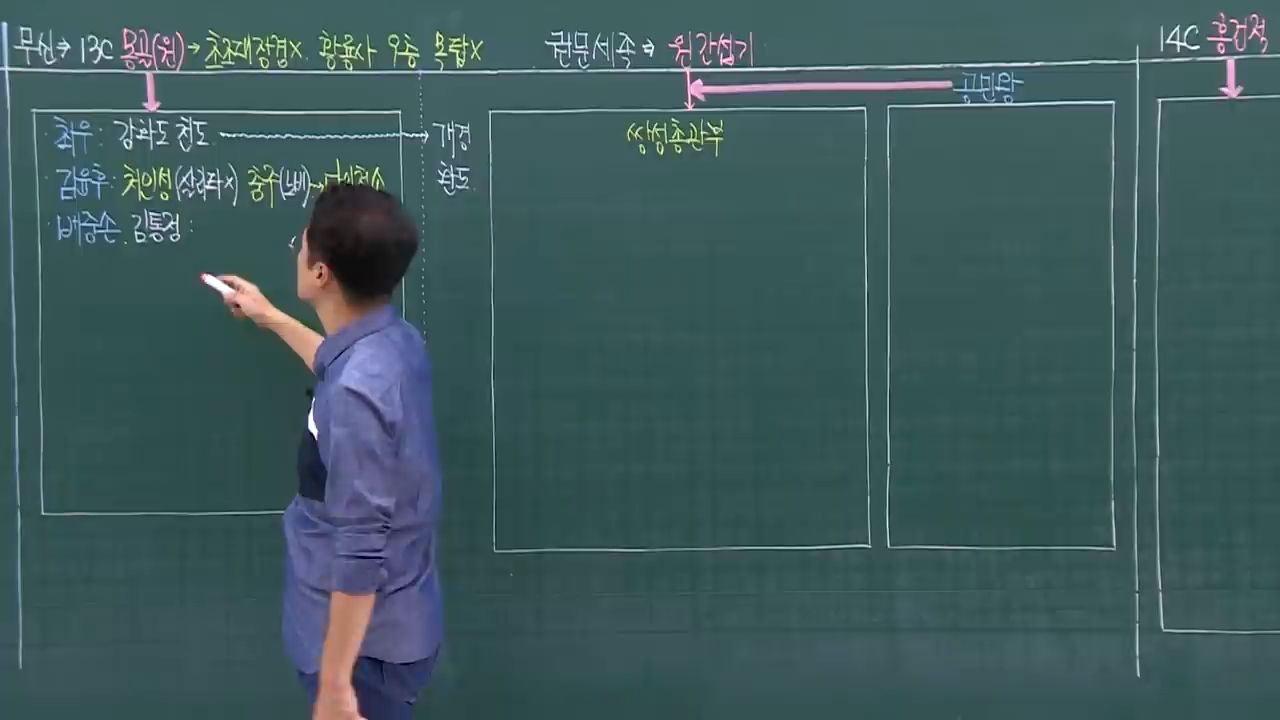 무신→ 13C 몽골(원)→초조대장경X 황룡사 9층 목탑X
권문세족⇒ 원간섭기
14C 홍건적
공민왕
최우: 강화도 천도
개경
환도
김윤후: 처인성(살리타X) 충주(노비)→
배중손. 김통정:
쌍성총관부